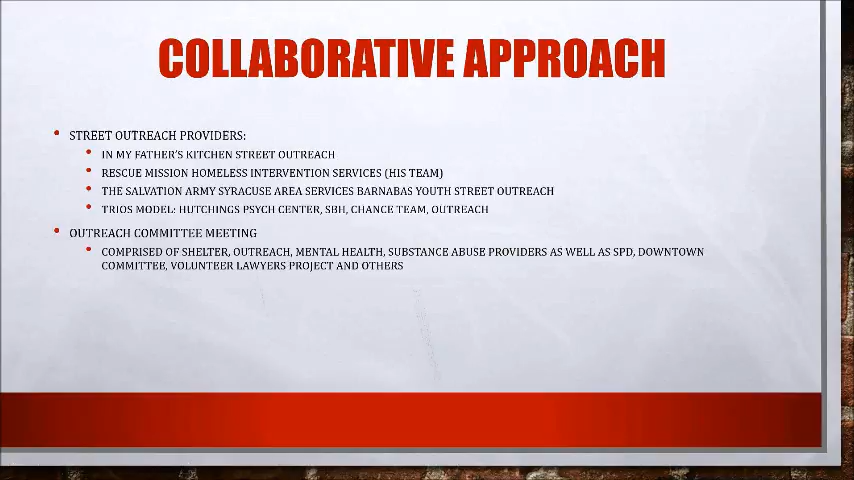 COLLABORATIVE APPROACH
• STREET OUTREACH PROVIDERS:
• IN MY FATHER'S KITCHEN STREET OUTREACH
• RESCUE MISSION HOMELESS INTERVENTION SERVICES (HIS TEAM)
• THE SALVATION ARMY SYRACUSE AREA SERVICES BARNABAS YOUTH STREET OUTREACH
• TRIOS MODEL: HUTCHINGS PSYCH CENTER, SBH, CHANCE TEAM, OUTREACH
• OUTREACH COMMITTEE MEETING
• COMPRISED OF SHELTER, OUTREACH, MENTAL HEALTH, SUBSTANCE ABUSE PROVIDERS AS WELL AS SPD, DOWNTOWN
COMMITTEE, VOLUNTEER LAWYERS PROJECT AND OTHERS